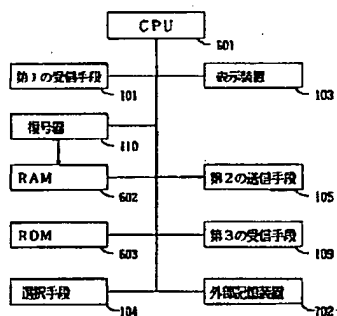 CPU
601
第1の受信手段
101
表示装置
103
復号器
110
RAM
602
第2の送信手段
105
ROM
603
第3の受信手段
109
選択手段
104
外部記憶装置
702